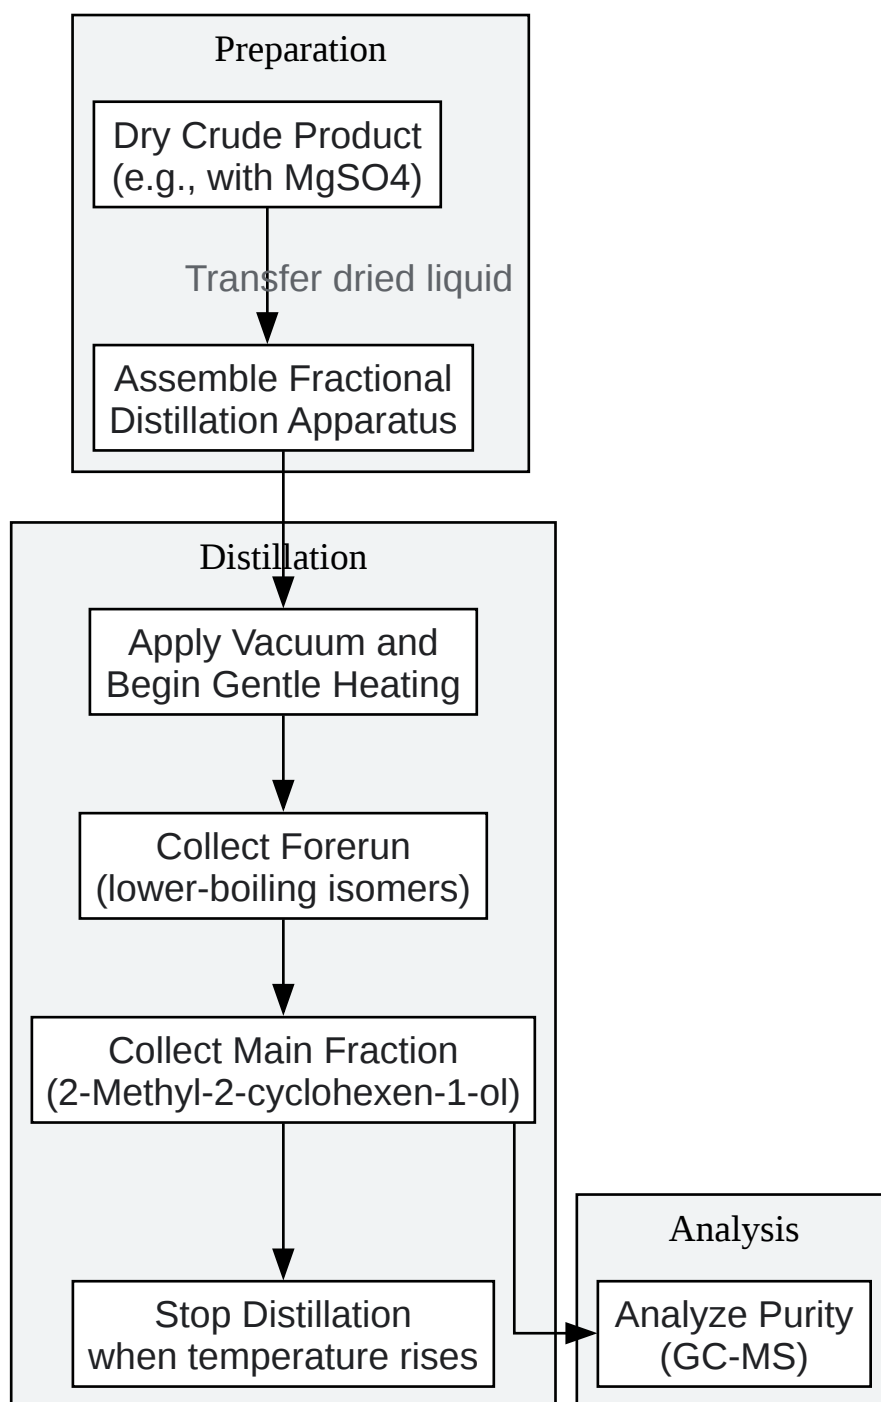 Preparation
Dry Crude Product
(e.g., with MgSO4)
Transfer dried liquid
Assemble Fractional
Distillation Apparatus
Distillation
Apply Vacuum and
Begin Gentle Heating
Collect Forerun
(lower-boiling isomers)
Collect Main Fraction
(2-Methyl-2-cyclohexen-1-ol)
Stop Distillation
when temperature rises
Analysis
Analyze Purity
(GC-MS)